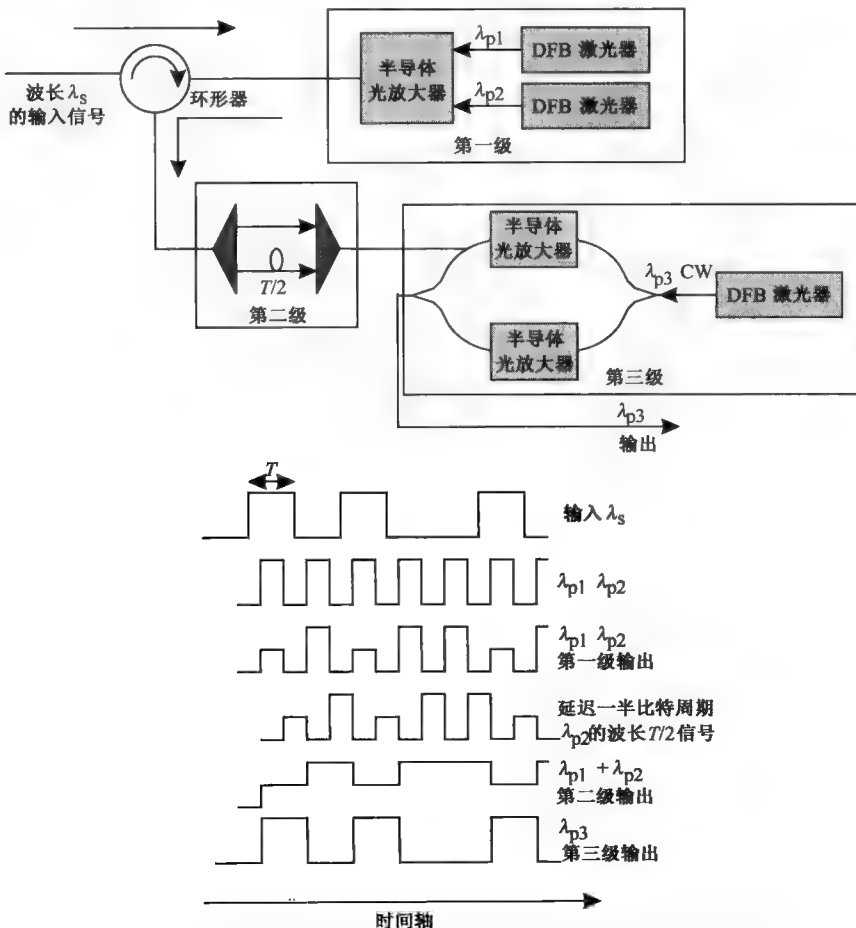 波长 λs
的输入信号
环形器
半导体
光放大器
λp1
DFB 激光器
λp2
DFB 激光器
第一级
T/2
第二级
半导体
光放大器
半导体
光放大器
λp3 CW
DFB 激光器
第三级
λp3
输出
T
输入 λs
λp1 λp2
λp1 λp2
第一级输出
延迟一半比特周期
λp2的波长T/2信号
λp1 + λp2
第二级输出
λp3
第三级输出
时间轴